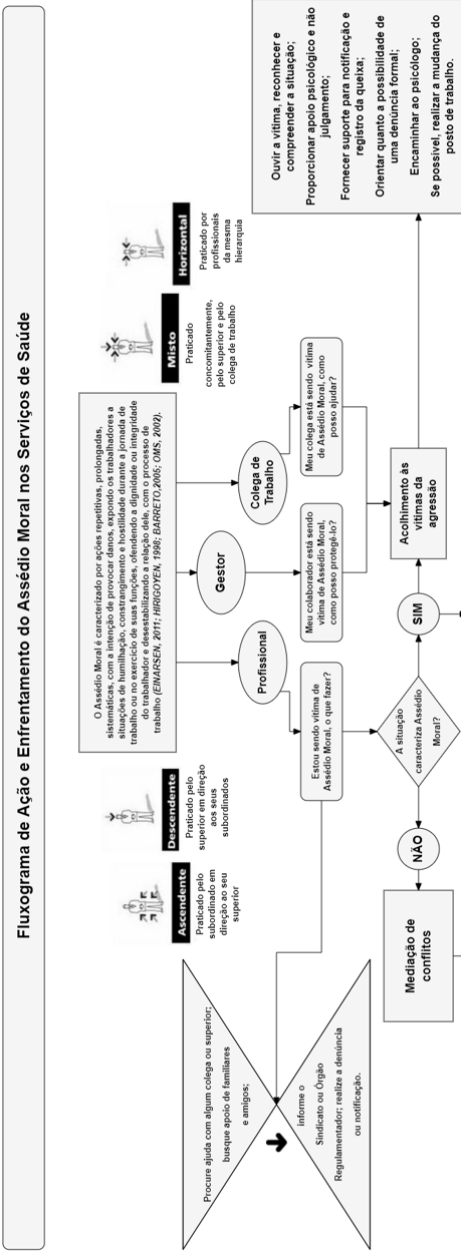 Fluxograma de Ação e Enfrentamento do Assédio Moral nos Serviços de Saúde
O Assédio Moral é caracterizado por ações repetitivas, prolongadas,
sistemáticas, com a intenção de provocar danos, expondo os trabalhadores a
situações de humilhação, constrangimento e hostilidade durante a jornada de
trabalho ou no exercício de suas funções, ofendendo a dignidade ou integridade
do trabalhador e desestabilizando a relação dele, com o processo de
trabalho (EINARSEN, 2011; HIRIGOYEN, 1998; BARRETO,2005; OMS, 2002).
Ascendente
Praticado pelo
subordinado em
direção ao seu
superior
Descendente
Praticado pelo
superior em direção
aos seus
subordinados
Misto
Praticado
concomitantemente,
pelo superior e pelo
colega de trabalho
Horizontal
Praticado por
profissionais
da mesma
hierarquia
Profissional
Gestor
Colega de
Trabalho
Procure ajuda com algum colega ou superior;
busque apoio de familiares
e amigos;
informe o
Sindicato ou Órgão
Regulamentador; realize a denúncia
ou notificação.
Estou sendo vítima de
Assédio Moral, o que fazer?
Meu colaborador está sendo
vítima de Assédio Moral,
como posso protegê-lo?
Meu colega está sendo vítima
de Assédio Moral, como
posso ajudar?
A situação
caracteriza Assédio
Moral?
NÃO
SIM
Mediação de
conflitos
Acolhimento às
vítimas da
agressão
Ouvir a vítima, reconhecer e
compreender a situação;
Proporcionar apoio psicológico e não
julgamento;
Fornecer suporte para notificação e
registro da queixa;
Orientar quanto a possibilidade de
uma denúncia formal;
Encaminhar ao psicólogo;
Se possível, realizar a mudança do
posto de trabalho.